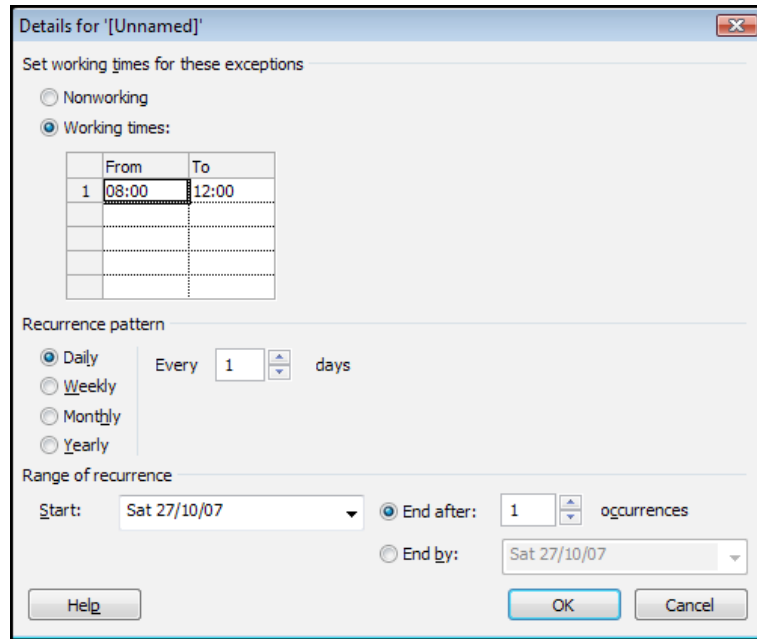 Details for '[Unnamed]'
Set working times for these exceptions
Nonworking
Working times:
From To
1 08:00 12:00
Recurrence pattern
Daily Every 1 days
Weekly
Monthly
Yearly
Range of recurrence
Start: Sat 27/10/07 End after: 1 occurrences
End by: Sat 27/10/07
Help OK Cancel